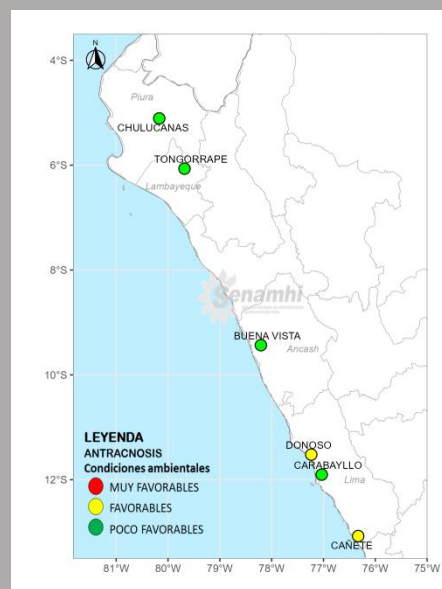 N
4°S
Piura
CHULUCANAS
TONGORRAPE
6°S
Lambayeque
8°S
Senamhi
BUENA VISTA
Ancash
10°S
DONOSO
LEYENDA
CARABAYLLO
ANTRACNOSIS
Lima
Condiciones ambientales
12°S
MUY FAVORABLES
FAVORABLES
POCO FAVORABLES
CAÑETE
81°W 80°W 79°W 78°W 77°W 76°W 75°W